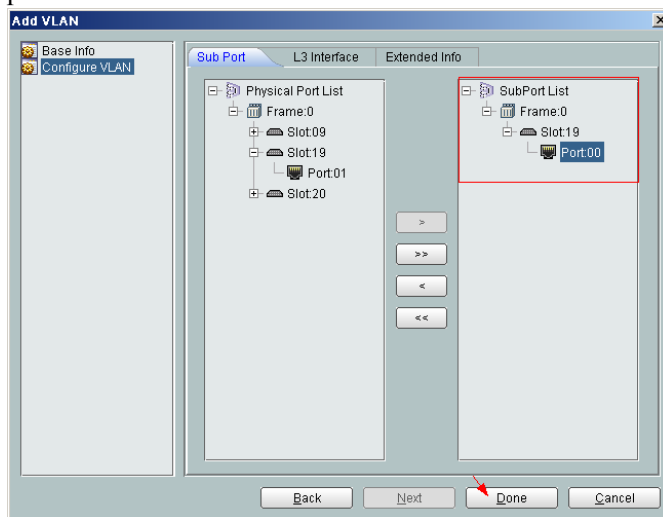 Add VLAN
Base Info
Configure VLAN
Sub Port
L3 Interface
Extended Info
Physical Port List
Frame:0
Slot:09
Slot:19
Port:01
Slot:20
>
>>
<
<<
SubPort List
Frame:0
Slot:19
Port:00
Back
Next
Done
Cancel